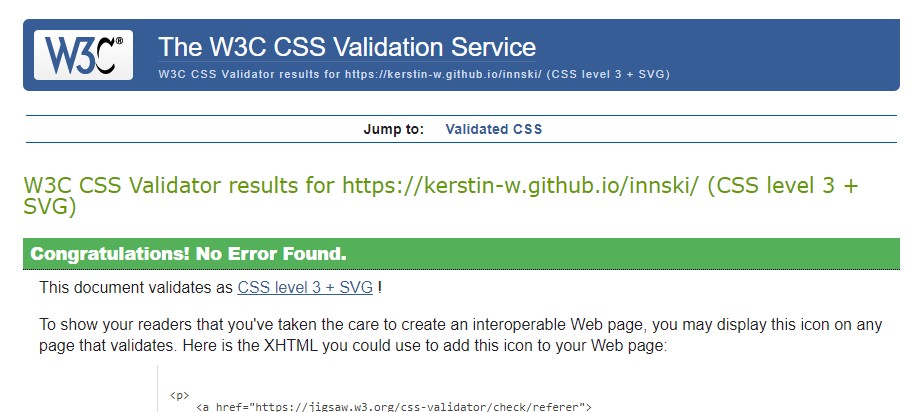 W3C®
The W3C CSS Validation Service
W3C CSS Validator results for https://kerstin-w.github.io/innski/ (CSS level 3 + SVG)
Jump to: Validated CSS
W3C CSS Validator results for https://kerstin-w.github.io/innski/ (CSS level 3 +
SVG)
Congratulations! No Error Found.
This document validates as CSS level 3 + SVG !
To show your readers that you've taken the care to create an interoperable Web page, you may display this icon on any
page that validates. Here is the XHTML you could use to add this icon to your Web page:
<p>
<a href="https://jigsaw.w3.org/css-validator/check/referer">